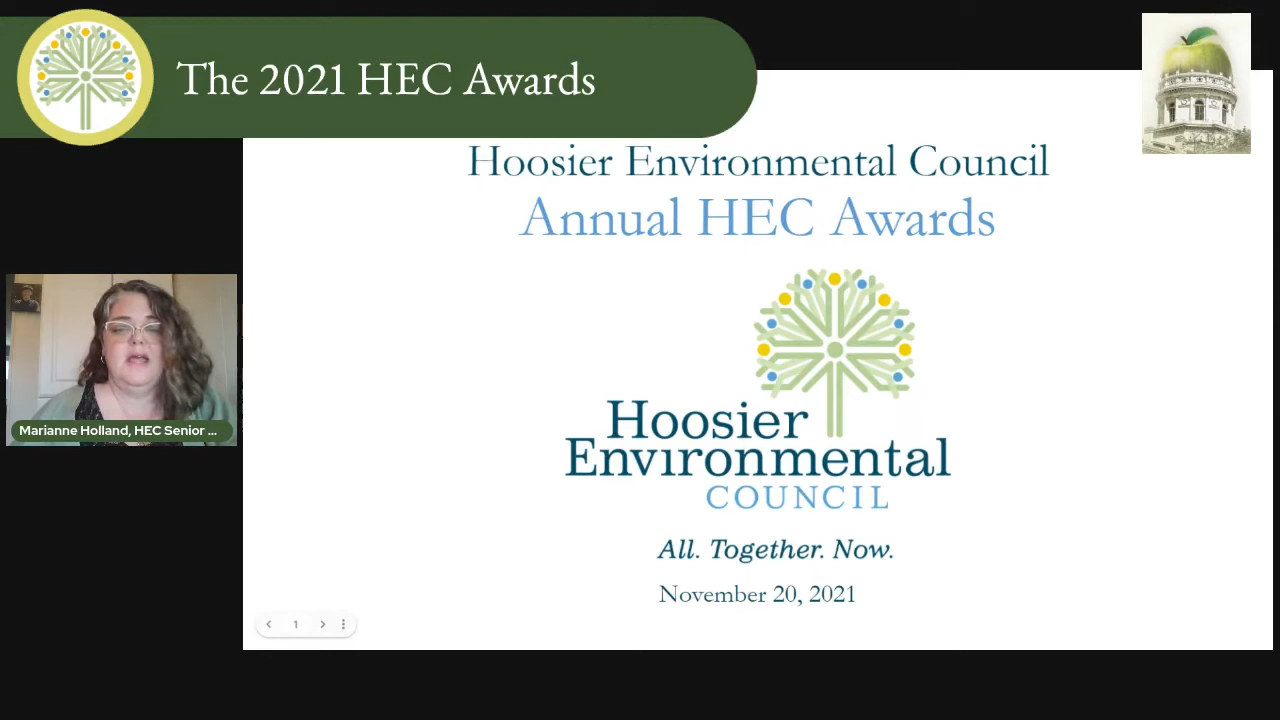 The 2021 HEC Awards
Hoosier Environmental Council
Annual HEC Awards
Hoosier
Environmental
COUNCIL
All. Together. Now.
November 20, 2021
1
Marianne Holland, HEC Senior ...